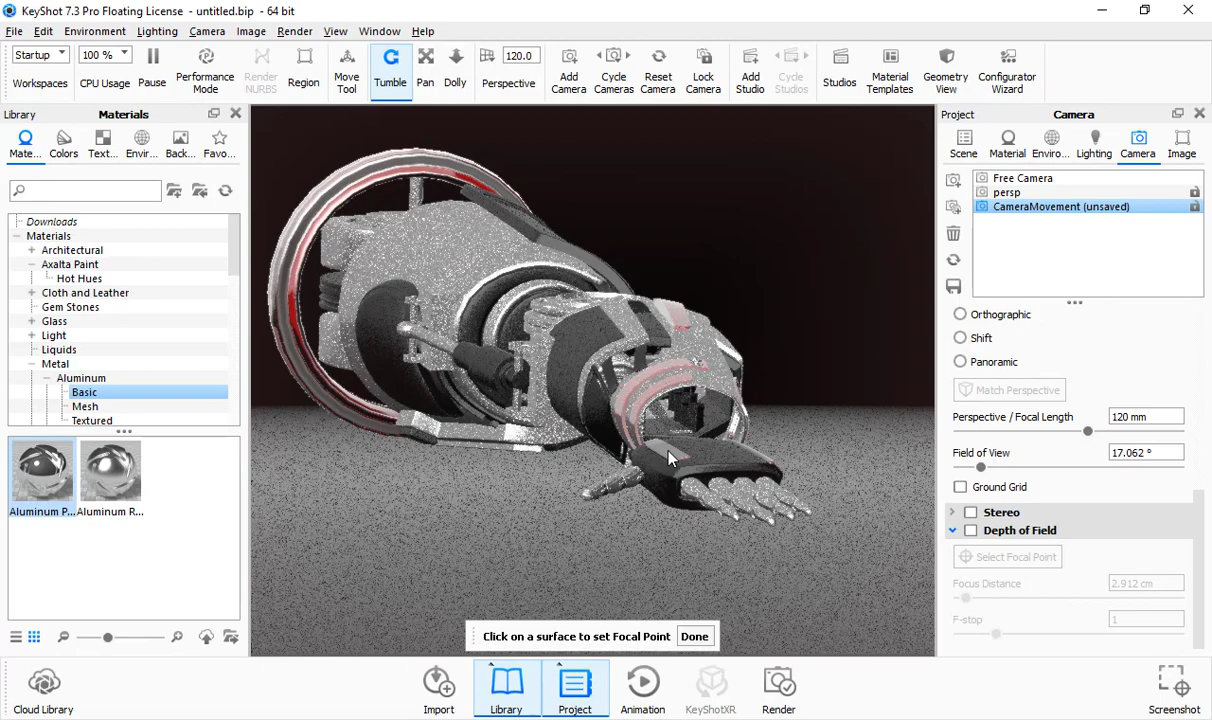 KeyShot 7.3 Pro Floating License - untitled.bip - 64 bit
File Edit Environment Lighting Camera Image Render View Window Help
Startup 100 % 120.0
Workspaces CPU Usage Pause Performance Mode Render NURBS Region Move Tool Tumble Pan Dolly Perspective Add Camera Cycle Cameras Reset Camera Lock Camera Add Studio Cycle Studios Studios Material Templates Geometry View Configurator Wizard
Library Materials
Mate... Colors Text... Envir... Back... Favo...
Downloads
Materials
Architectural
Axalta Paint
Hot Hues
Cloth and Leather
Gem Stones
Glass
Light
Liquids
Metal
Aluminum
Basic
Mesh
Textured
Aluminum P... Aluminum R...
Click on a surface to set Focal Point Done
Project Camera
Scene Material Enviro... Lighting Camera Image
Free Camera
persp
CameraMovement (unsaved)
Orthographic
Shift
Panoramic
Match Perspective
Perspective / Focal Length 120 mm
Field of View 17.062 °
Ground Grid
Stereo
Depth of Field
Select Focal Point
Focus Distance 2.912 cm
F-stop 1
Cloud Library Import Library Project Animation KeyShotXR Render Screenshot